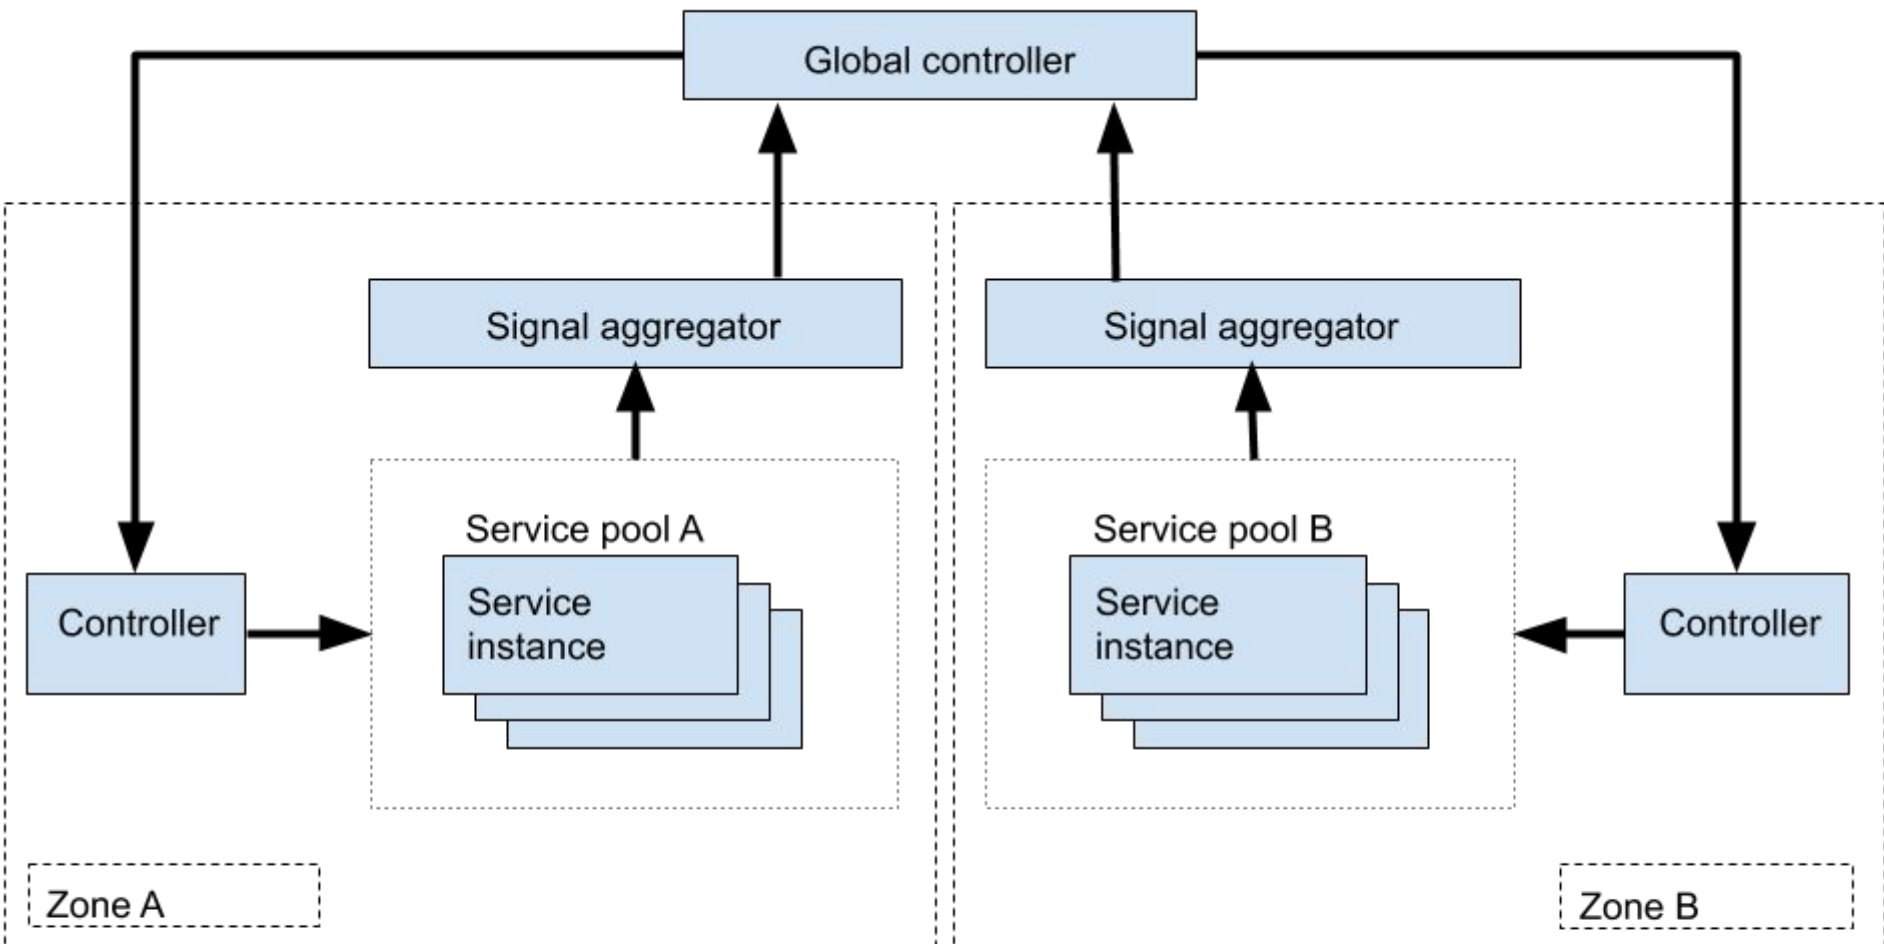 Global controller
Signal aggregator
Signal aggregator
Service pool A
Service
instance
Service pool B
Service
instance
Controller
Controller
Zone A
Zone B